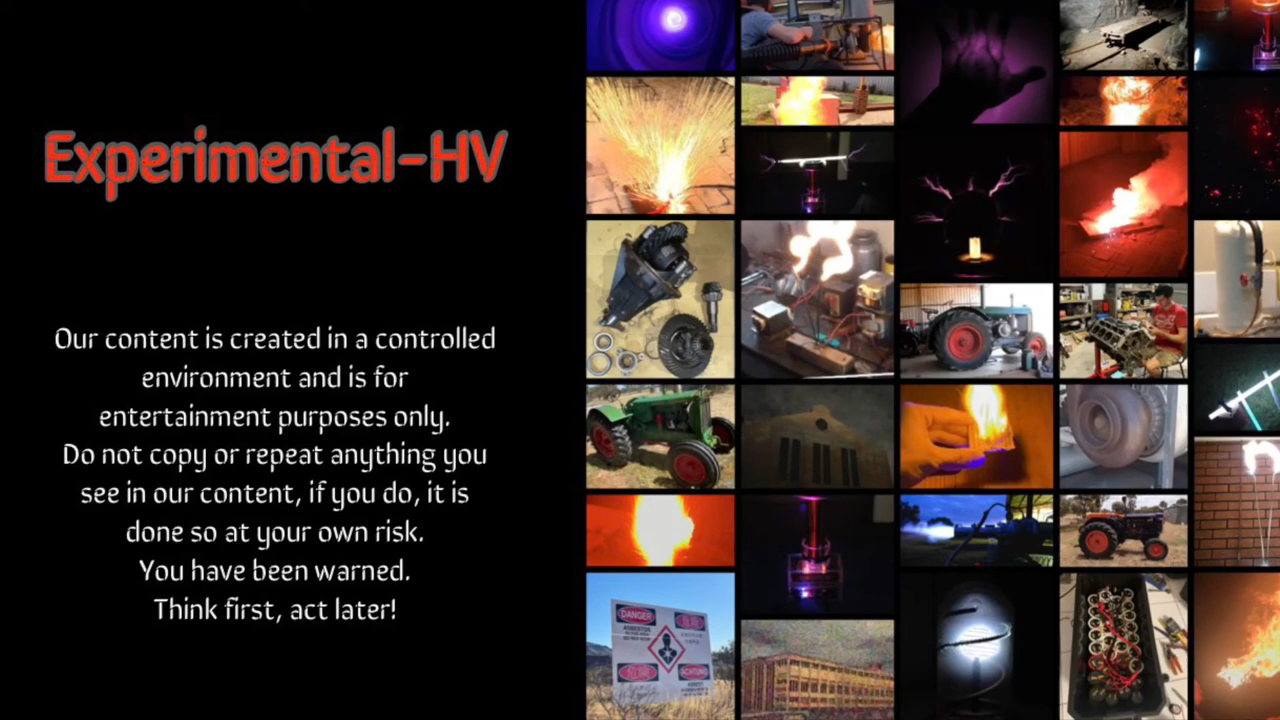 Experimental-HV
Our content is created in a controlled
environment and is for
entertainment purposes only.
Do not copy or repeat anything you
see in our content, if you do, it is
done so at your own risk.
You have been warned.
Think first, act later!
DANGER
ASBESTOS